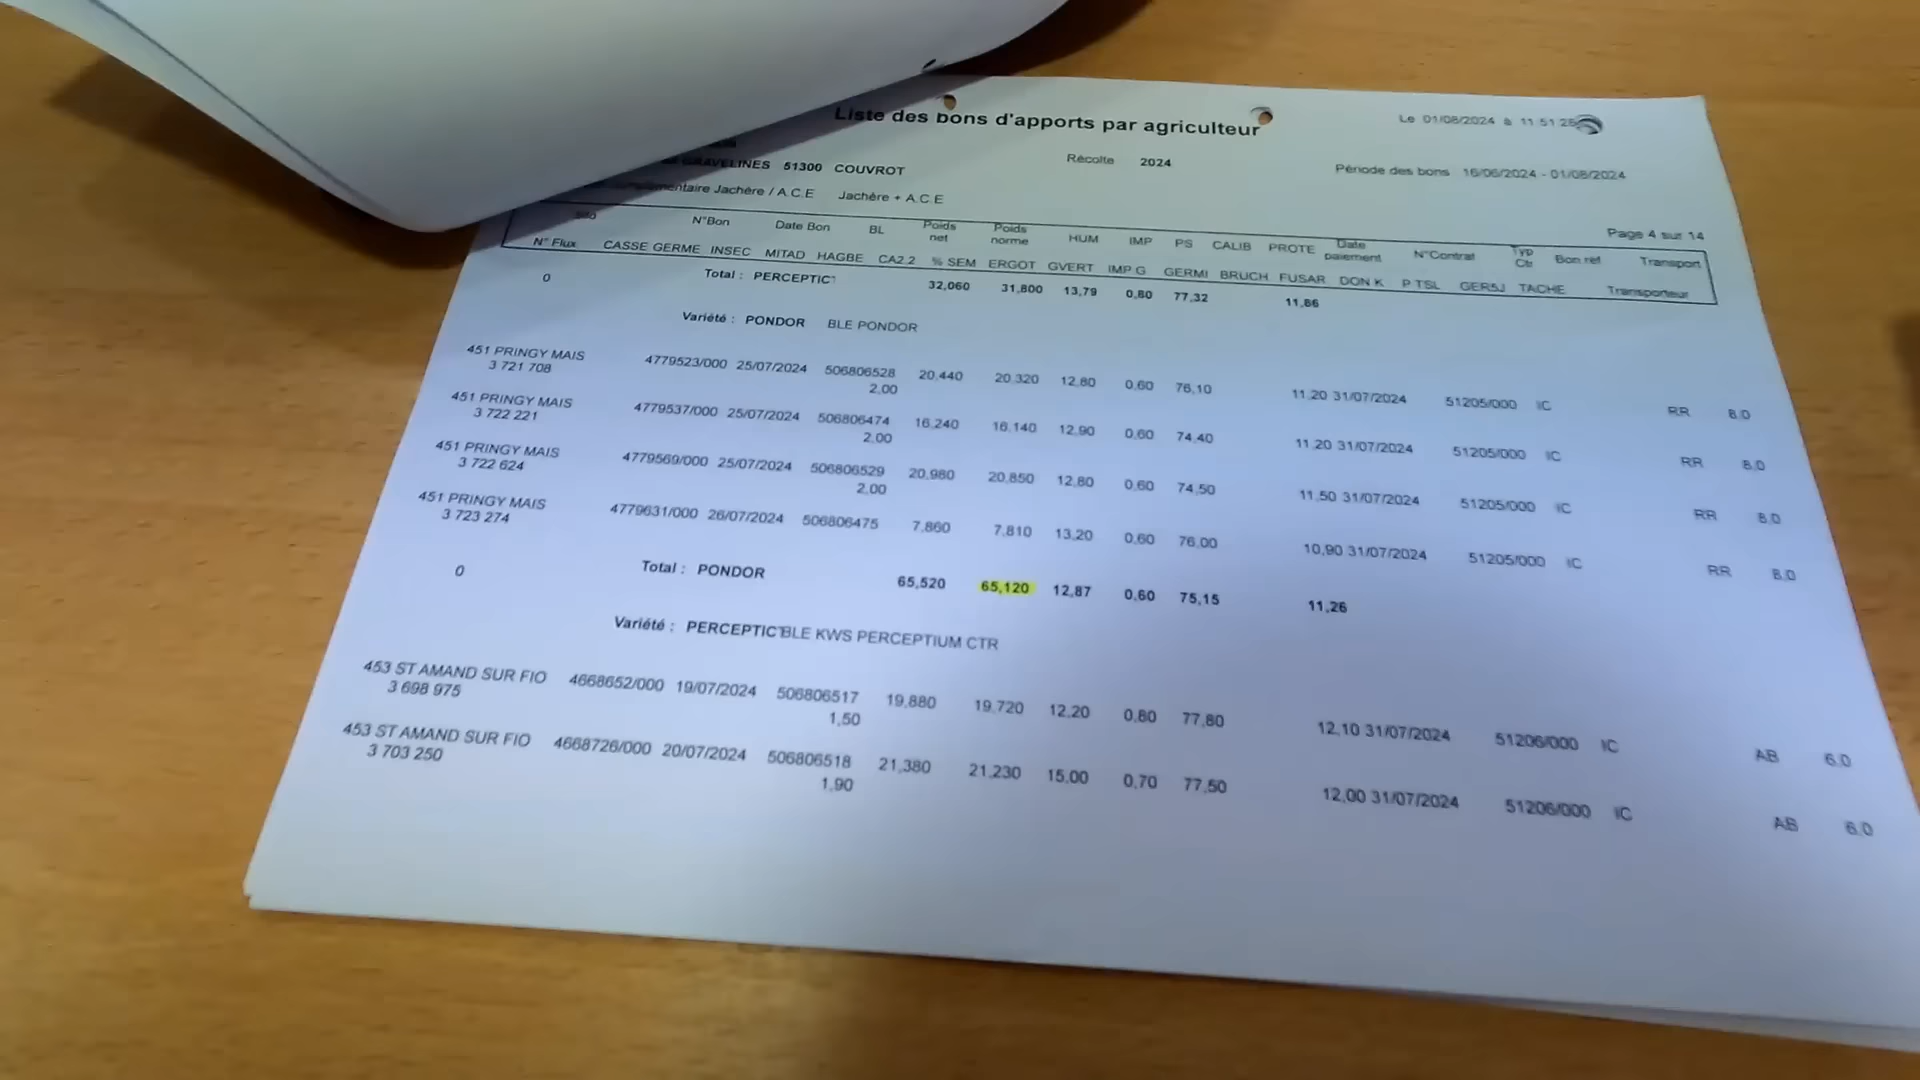 Liste des bons d'apports par agriculteur
Le 01/08/2024 à 11:51:25
GRAVELINES 51300 COUVROT
Récolte 2024
Période des bons 16/06/2024 - 01/08/2024
Jachère / A.C.E Jachère + A.C.E
Page 4 sur 14
N°Bon Date Bon BL Poids net Poids norme HUM IMP PS CALIB PROTE Date paiement N°Contrat Typ Ctr Bon réf Transport
N° Flux CASSE GERME INSEC MITAD HAGBE CA2.2 % SEM ERGOT GVERT IMP G GERMI BRUCH FUSAR DON K P TSL GER5J TACHE Transporteur
Total : PERCEPTIC 32,060 31,800 13,79 0,80 77,32 11,86
0
Variété : PONDOR BLE PONDOR
451 PRINGY MAIS 4779523/000 25/07/2024 506806528 20,440 20,320 12,80 0,60 76,10 11,20 31/07/2024 51205/000 IC RR 8.0
3 721 708 2,00
451 PRINGY MAIS 4779537/000 25/07/2024 506806474 16,240 16,140 12,90 0,60 74,40 11,20 31/07/2024 51205/000 IC RR 8.0
3 722 221 2,00
451 PRINGY MAIS 4779569/000 25/07/2024 506806529 20,980 20,850 12,80 0,60 74,50 11,50 31/07/2024 51205/000 IC RR 8.0
3 722 624 2,00
451 PRINGY MAIS 4779631/000 26/07/2024 506806475 7,860 7,810 13,20 0,60 76,00 10,90 31/07/2024 51205/000 IC RR 8.0
3 723 274
Total : PONDOR 65,520 65,120 12,87 0,60 75,15 11,26
0
Variété : PERCEPTIC BLE KWS PERCEPTIUM CTR
453 ST AMAND SUR FIO 4668652/000 19/07/2024 506806517 19,880 19,720 12,20 0,80 77,80 12,10 31/07/2024 51206/000 IC AB 6.0
3 698 975 1,50
453 ST AMAND SUR FIO 4668726/000 20/07/2024 506806518 21,380 21,230 15,00 0,70 77,50 12,00 31/07/2024 51206/000 IC AB 6.0
3 703 250 1,90